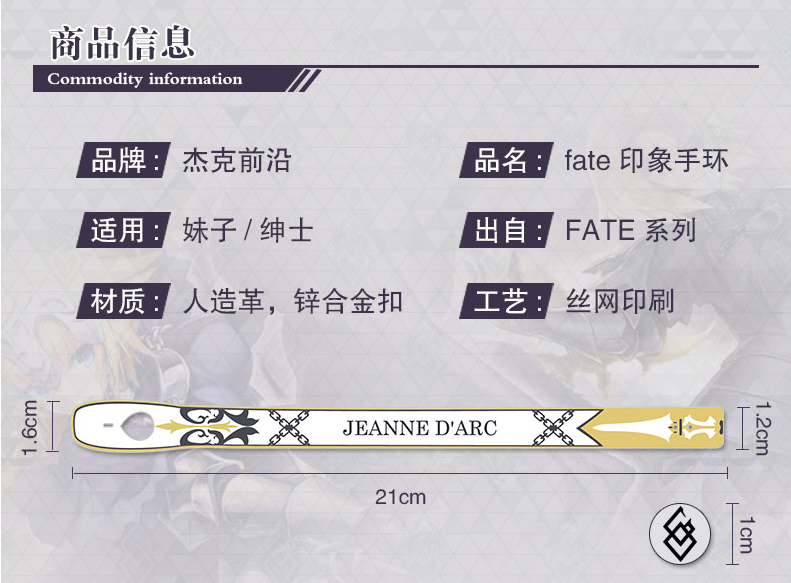 商品信息
Commodity information
品牌： 杰克前沿
品名： fate 印象手环
适用： 妹子 / 绅士
出自： FATE 系列
材质： 人造革，锌合金扣
工艺： 丝网印刷
1.6cm
JEANNE D'ARC
1.2cm
21cm
1cm